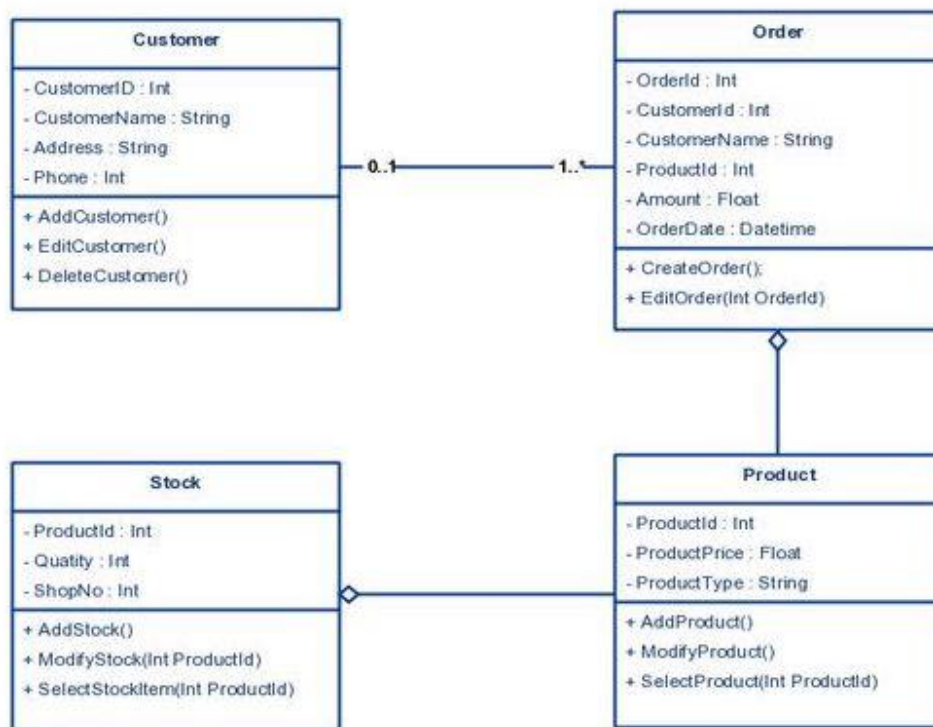 Customer
- CustomerID : Int
- CustomerName : String
- Address : String
- Phone : Int
+ AddCustomer()
+ EditCustomer()
+ DeleteCustomer()
0..1
1..*
Order
- OrderId : Int
- CustomerId : Int
- CustomerName : String
- ProductId : Int
- Amount : Float
- OrderDate : Datetime
+ CreateOrder();
+ EditOrder(Int OrderId)
Stock
- ProductId : Int
- Quatity : Int
- ShopNo : Int
+ AddStock()
+ ModifyStock(Int ProductId)
+ SelectStockItem(Int ProductId)
Product
- ProductId : Int
- ProductPrice : Float
- ProductType : String
+ AddProduct()
+ ModifyProduct()
+ SelectProduct(Int ProductId)